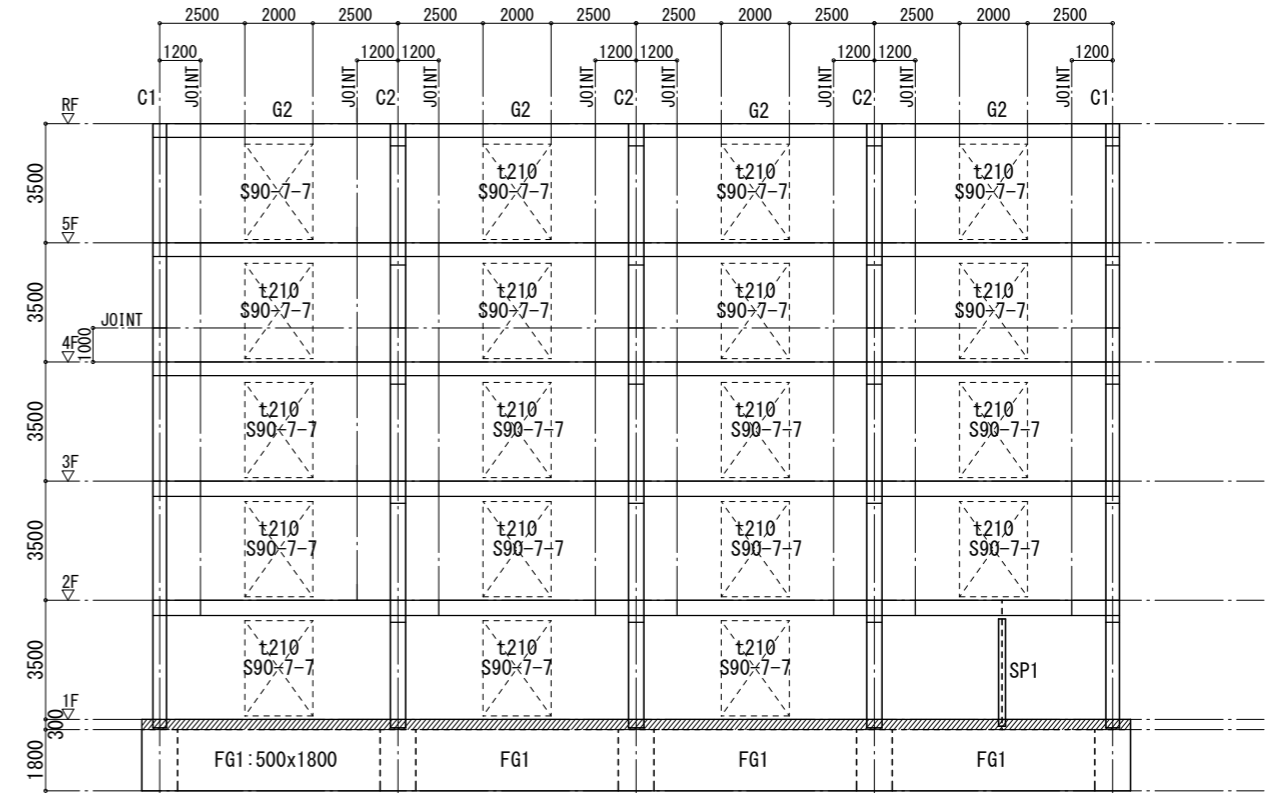 2500 2000 2500 2500 2000 2500 2500 2000 2500 2500 2000 2500
1200 1200 1200 1200 1200 1200 1200 1200
JOINT JOINT JOINT JOINT JOINT JOINT JOINT JOINT
C1 C2 C2 C2 C1
RF G2 G2 G2 G2
3500
t210 t210 t210
S90-7-7 S90-7-7 S90-7-7 S90-7-7
5F
3500
t210 t210 t210 t210
S90-7-7 S90-7-7 S90-7-7 S90-7-7
JOINT
1000
4F
3500
t210 t210 t210 t210
S90-7-7 S90-7-7 S90-7-7 S90-7-7
3F
3500
t210 t210 t210 t210
S90-7-7 S90-7-7 S90-7-7 S90-7-7
2F
3500
t210 t210 t210
S90-7-7 S90-7-7 S90-7-7 SP1
1F
300
1800
FG1:500x1800 FG1 FG1 FG1